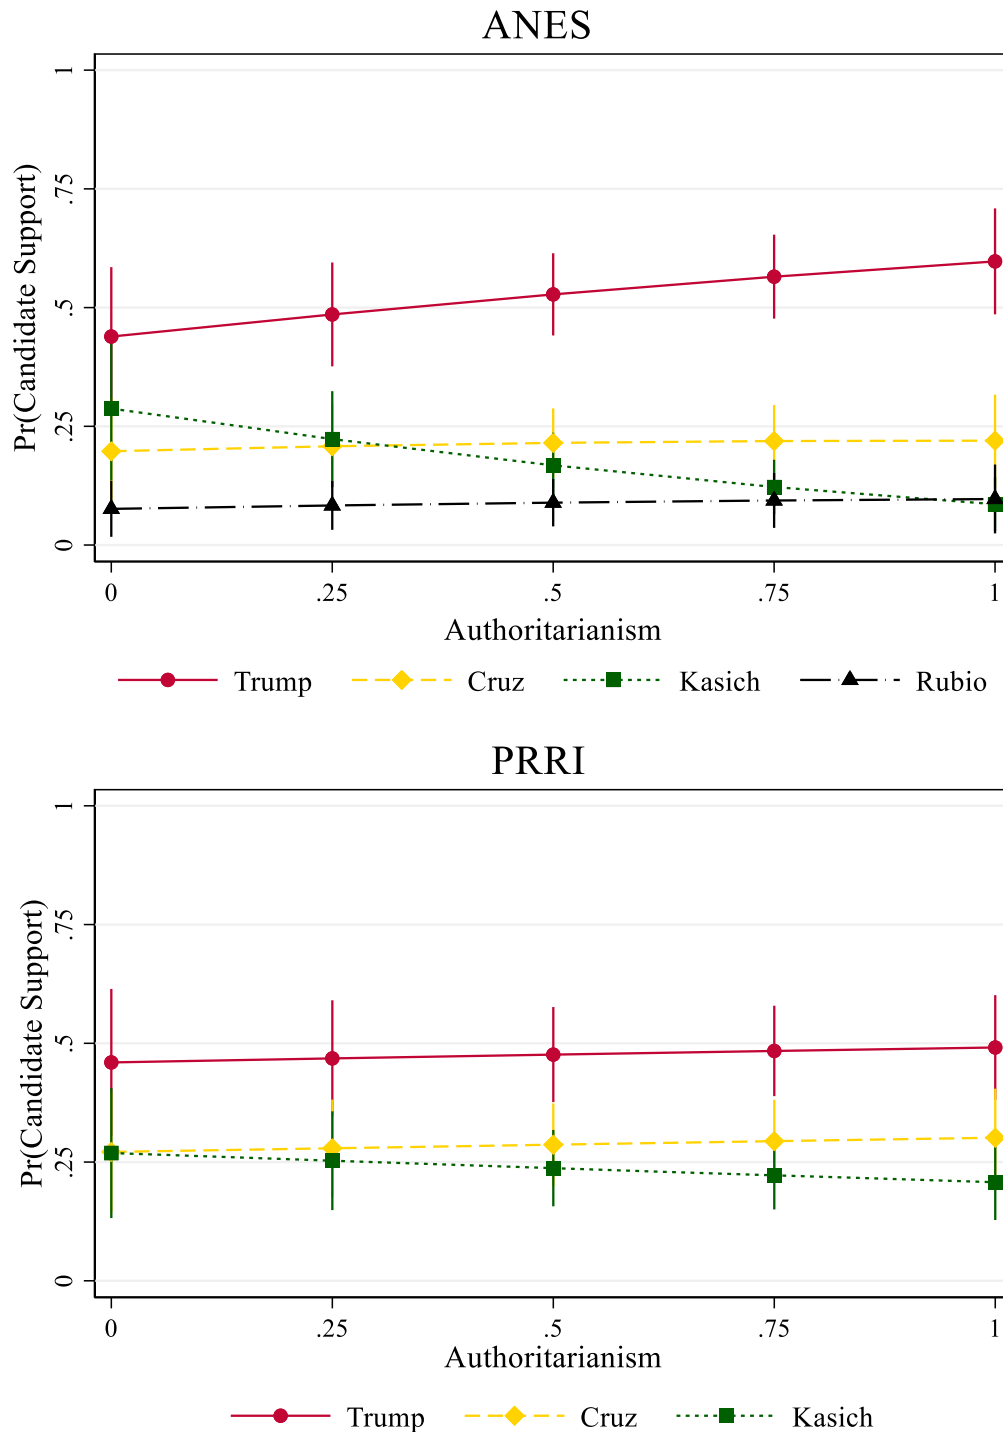 ANES
Pr(Candidate Support)
1
.75
.5
.25
0
0 .25 .5 .75 1
Authoritarianism
Trump Cruz Kasich Rubio
PRRI
Pr(Candidate Support)
1
.75
.5
.25
0
0 .25 .5 .75 1
Authoritarianism
Trump Cruz Kasich